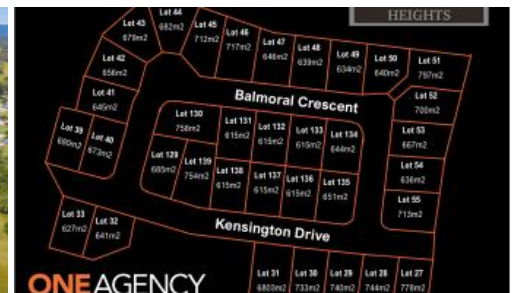 HEIGHTS
Lot 44
682m2
Lot 43
679m2
Lot 45
712m2
Lot 46
717m2
Lot 47
646m2
Lot 48
639m2
Lot 49
634m2
Lot 50
640m2
Lot 51
797m2
Lot 42
656m2
Lot 41
645m2
Lot 52
700m2
Balmoral Crescent
Lot 130
758m2
Lot 131
615m2
Lot 132
615m2
Lot 133
615m2
Lot 134
644m2
Lot 53
667m2
Lot 39
680m2
Lot 40
673m2
Lot 129
685m2
Lot 139
754m2
Lot 138
615m2
Lot 137
615m2
Lot 136
615m2
Lot 135
651m2
Lot 54
636m2
Lot 55
713m2
Lot 33
627m2
Lot 32
641m2
Kensington Drive
Lot 31
6803m2
Lot 30
733m2
Lot 29
740m2
Lot 28
744m2
Lot 27
778m2
ONEAGENCY